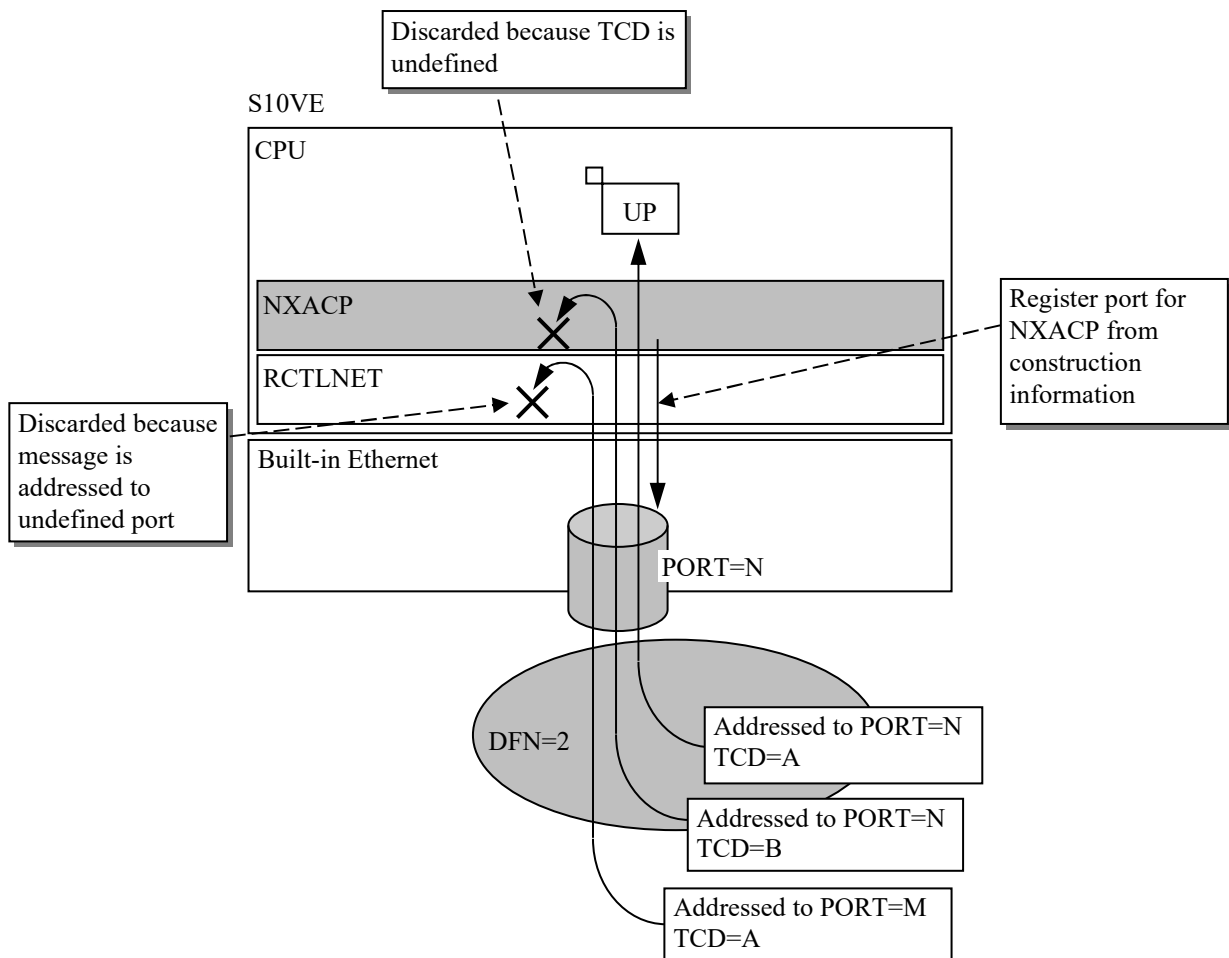 Discarded because TCD is
undefined
S10VE
CPU
UP
NXACP
Register port for
NXACP from
construction
information
RCTLNET
Discarded because
message is
addressed to
undefined port
Built-in Ethernet
PORT=N
DFN=2
Addressed to PORT=N
TCD=A
Addressed to PORT=N
TCD=B
Addressed to PORT=M
TCD=A